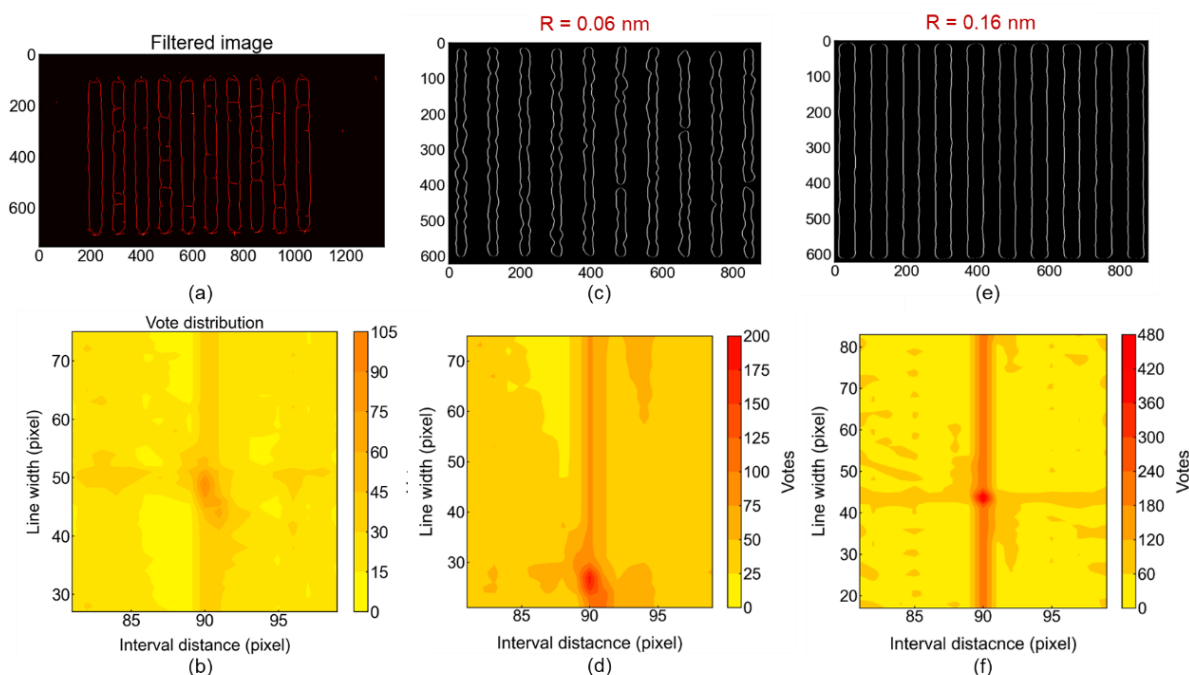 Filtered image
0
200
400
600
0 200 400 600 800 1000 1200
(a)
R = 0.06 nm
0
100
200
300
400
500
600
0 200 400 600 800
(c)
R = 0.16 nm
0
100
200
300
400
500
600
0 200 400 600 800
(e)
Vote distribution
Line width (pixel)
70
60
50
40
30
85 90 95
Interval distance (pixel)
105
90
75
60
45
30
15
0
(b)
Line width (pixel)
70
60
50
40
30
85 90 95
Interval distacnce (pixel)
200
175
150
125
100
75
50
25
0
Votes
(d)
Line width (pixel)
80
70
60
50
40
30
20
85 90 95
Interval distacnce (pixel)
480
420
360
300
240
180
120
60
0
Votes
(f)